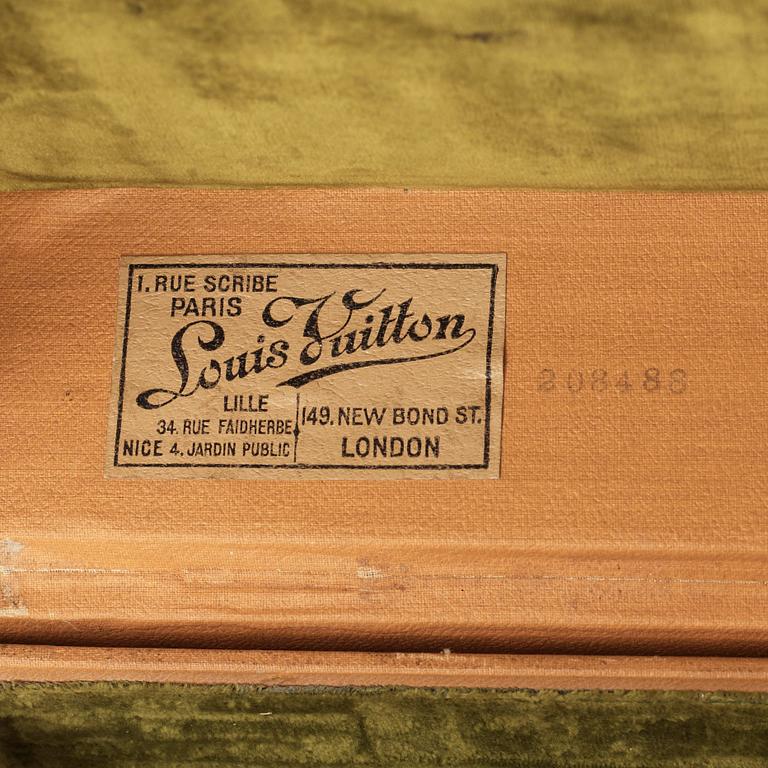 1. RUE SCRIBE
PARIS
Louis Vuitton
LILLE
34. RUE FAIDHERBE
NICE 4. JARDIN PUBLIC
149. NEW BOND ST.
LONDON
208488